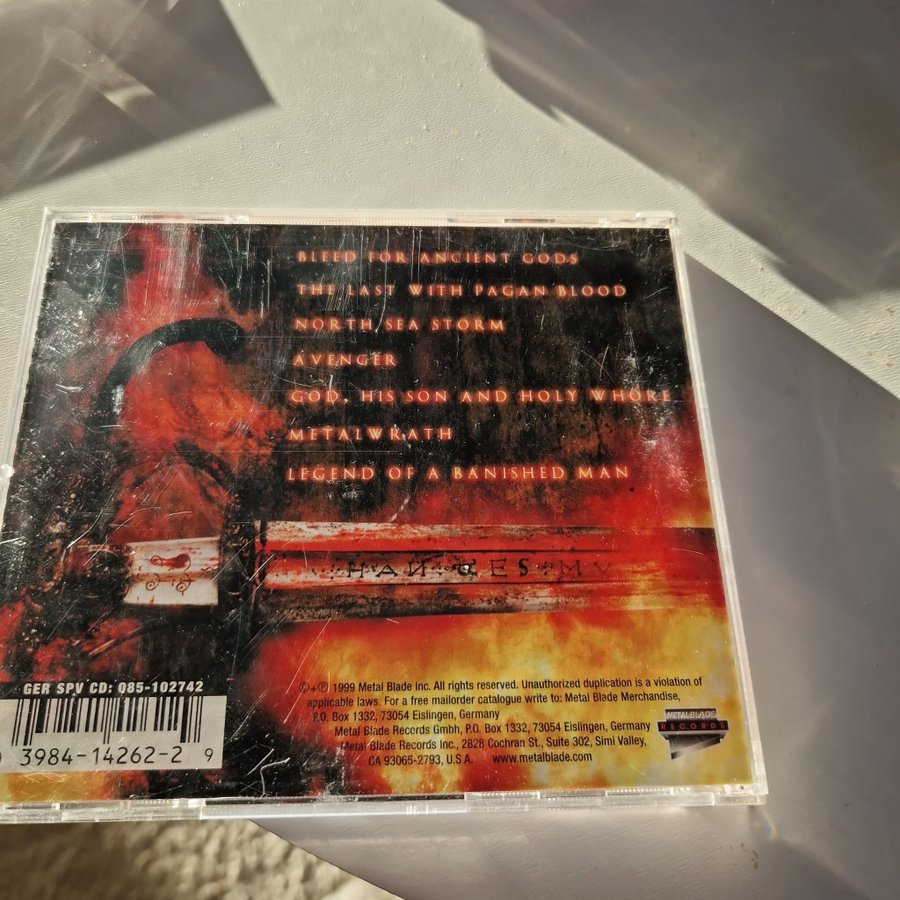 BLEED FOR ANCIENT GODS
THE LAST WITH PAGAN BLOOD
NORTH SEA STORM
AVENGER
GOD, HIS SON AND HOLY WHORE
METALWRATH
LEGEND OF A BANISHED MAN
GER SPV CD: 085-102742
3984-14262-2 9
©+℗ 1999 Metal Blade Inc. All rights reserved. Unauthorized duplication is a violation of
applicable laws. For a free mailorder catalogue write to: Metal Blade Merchandise,
P.O. Box 1332, 73054 Eislingen, Germany
Metal Blade Records Gmbh, P.O. Box 1332, 73054 Eislingen, Germany
Metal Blade Records Inc., 2828 Cochran St., Suite 302, Simi Valley,
CA 93065-2793, U.S.A. www.metalblade.com
METALBLADE
RECORDS